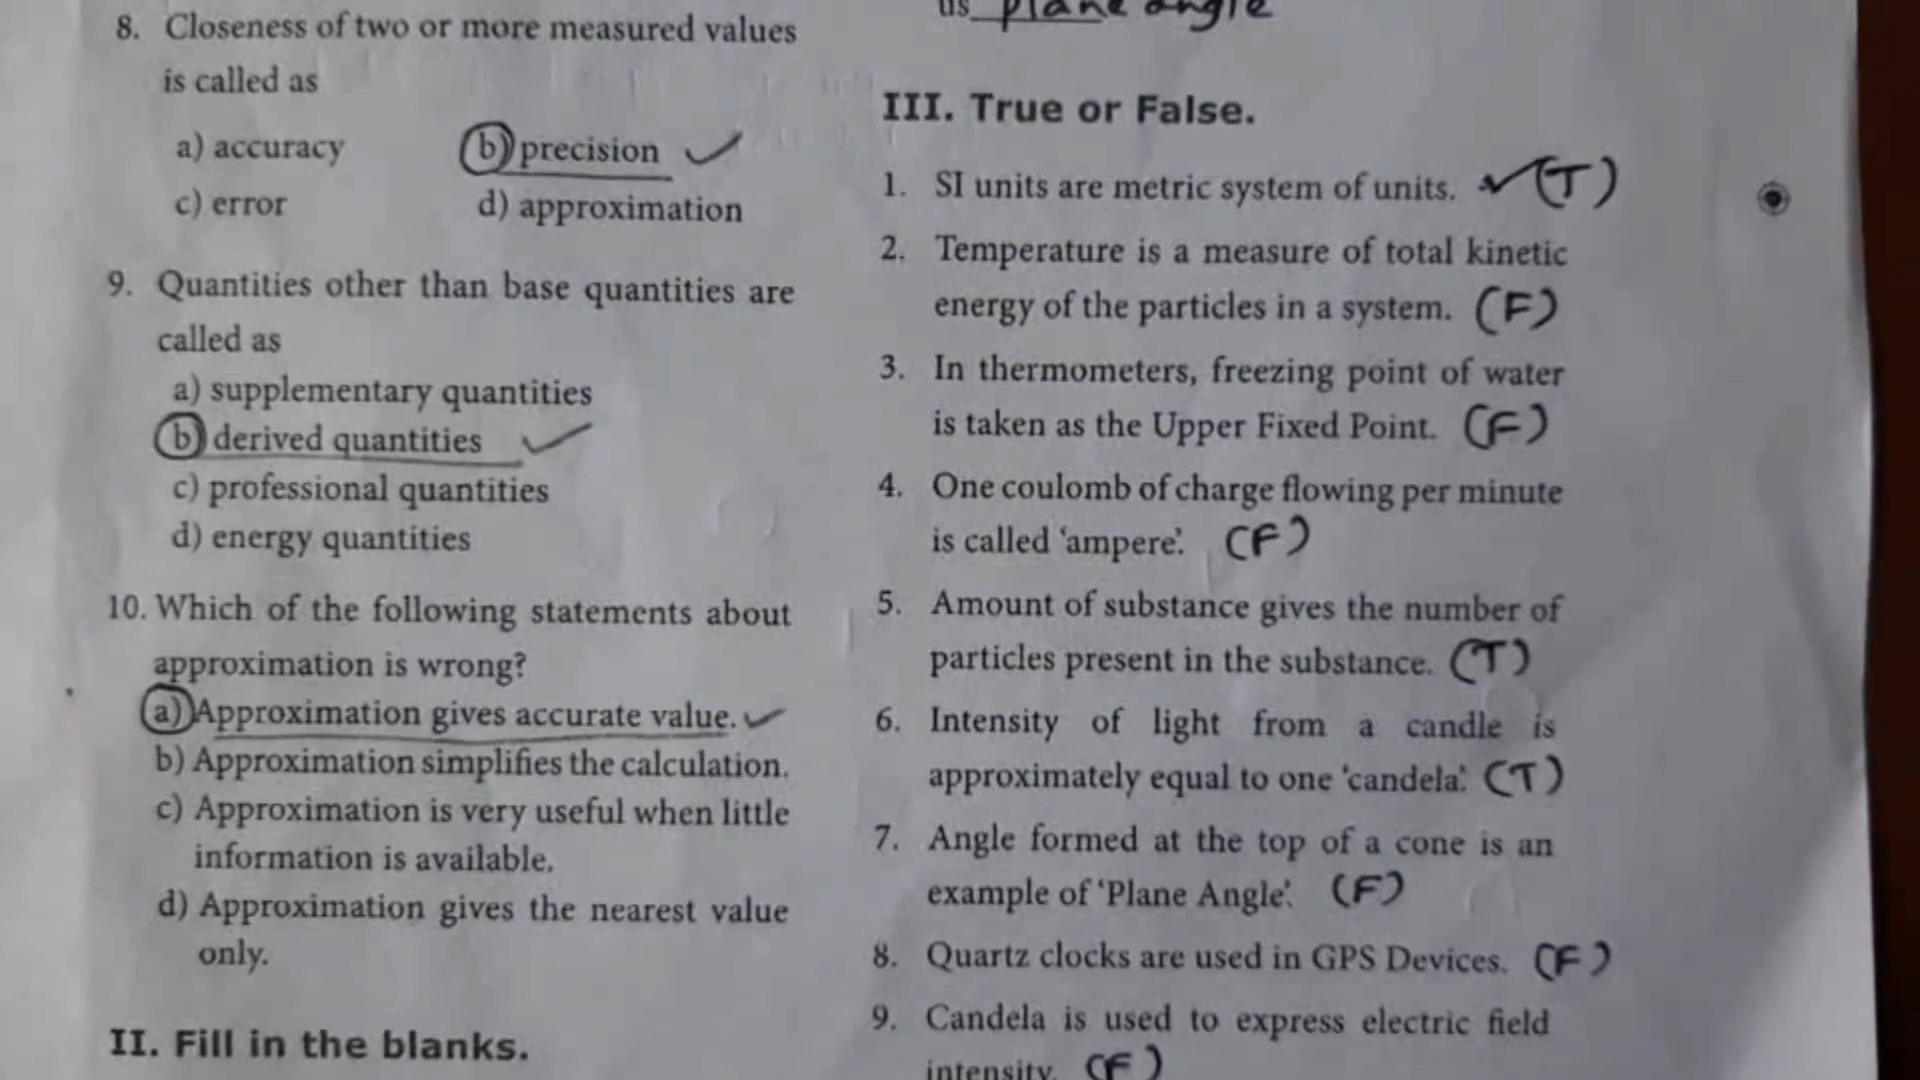 8. Closeness of two or more measured values
is called as
a) accuracy b) precision ✓
c) error d) approximation
9. Quantities other than base quantities are
called as
a) supplementary quantities
b) derived quantities ✓
c) professional quantities
d) energy quantities
10. Which of the following statements about
approximation is wrong?
a) Approximation gives accurate value. ✓
b) Approximation simplifies the calculation.
c) Approximation is very useful when little
information is available.
d) Approximation gives the nearest value
only.
II. Fill in the blanks.
as plane angle
III. True or False.
1. SI units are metric system of units. ✓(T)
2. Temperature is a measure of total kinetic
energy of the particles in a system. (F)
3. In thermometers, freezing point of water
is taken as the Upper Fixed Point. (F)
4. One coulomb of charge flowing per minute
is called ‘ampere’. (F)
5. Amount of substance gives the number of
particles present in the substance. (T)
6. Intensity of light from a candle is
approximately equal to one ‘candela’. (T)
7. Angle formed at the top of a cone is an
example of ‘Plane Angle’. (F)
8. Quartz clocks are used in GPS Devices. (F)
9. Candela is used to express electric field
intensity. (F)